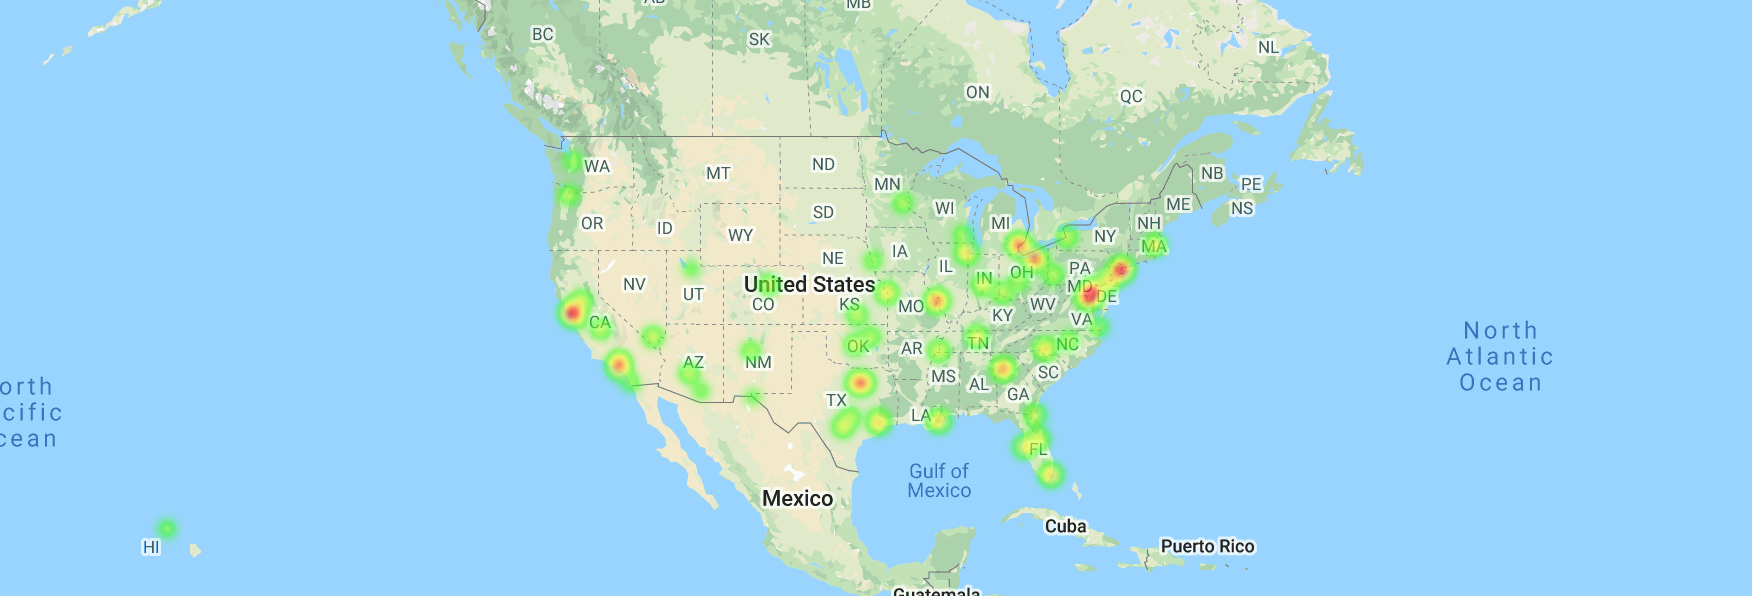 AB
MB
BC
SK
NL
ON
QC
WA
MT
ND
MN
NB
PE
SD
WI
ME
NS
OR
ID
WY
MI
NY
NH
MA
NE
IA
IL
PA
NV
UT
United States
CO
IN
OH
MD
DE
KS
MO
WV
KY
VA
CA
OK
AR
TN
NC
AZ
NM
MS
AL
SC
GA
TX
LA
FL
North
Atlantic
Ocean
orth
cific
cean
Gulf of
Mexico
Mexico
Cuba
HI
Puerto Rico
Guatemala